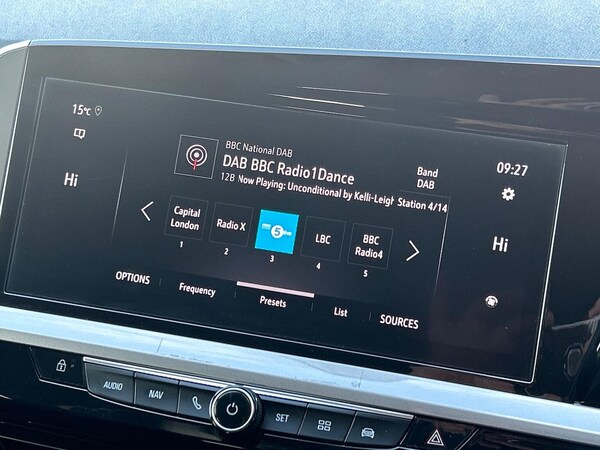 15°C
09:27
BBC National DAB
DAB BBC Radio1Dance
12B Now Playing: Unconditional by Kelli-Leigh
Band
DAB
Station 4/14
Hi
Hi
Capital
London
1
Radio X
2
5
3
LBC
4
BBC
Radio4
5
OPTIONS
Frequency
Presets
List
SOURCES
AUDIO
NAV
SET